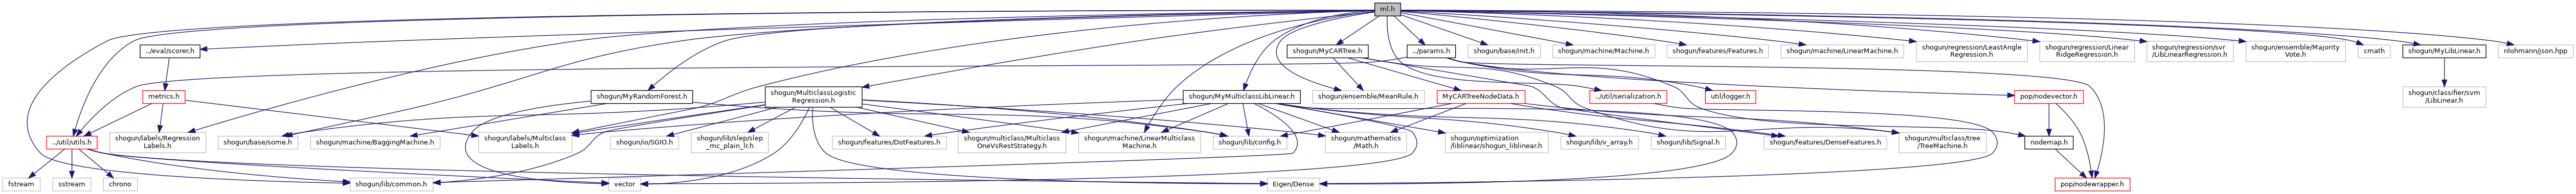 ml.h
../eval/scorer.h
shogun/MyCARTree.h
../params.h
shogun/base/init.h
shogun/machine/Machine.h
shogun/features/Features.h
shogun/machine/LinearMachine.h
shogun/regression/LeastAngle
Regression.h
shogun/regression/Linear
RidgeRegression.h
shogun/regression/svr
/LibLinearRegression.h
shogun/ensemble/Majority
Vote.h
cmath
shogun/MyLibLinear.h
nlohmann/json.hpp
metrics.h
shogun/MyRandomForest.h
shogun/MulticlassLogistic
Regression.h
shogun/MyMulticlassLibLinear.h
shogun/ensemble/MeanRule.h
MyCARTreeNodeData.h
../util/serialization.h
util/logger.h
pop/nodevector.h
shogun/classifier/svm
/LibLinear.h
../util/utils.h
shogun/labels/Regression
Labels.h
shogun/base/some.h
shogun/machine/BaggingMachine.h
shogun/labels/Multiclass
Labels.h
shogun/io/SGIO.h
shogun/lib/slep/slep
_mc_plain_lr.h
shogun/features/DotFeatures.h
shogun/multiclass/Multiclass
OneVsRestStrategy.h
shogun/machine/LinearMulticlass
Machine.h
shogun/lib/config.h
shogun/mathematics
/Math.h
shogun/optimization
/liblinear/shogun_liblinear.h
shogun/lib/v_array.h
shogun/lib/Signal.h
shogun/features/DenseFeatures.h
shogun/multiclass/tree
/TreeMachine.h
nodemap.h
fstream
sstream
chrono
shogun/lib/common.h
vector
Eigen/Dense
pop/nodewrapper.h